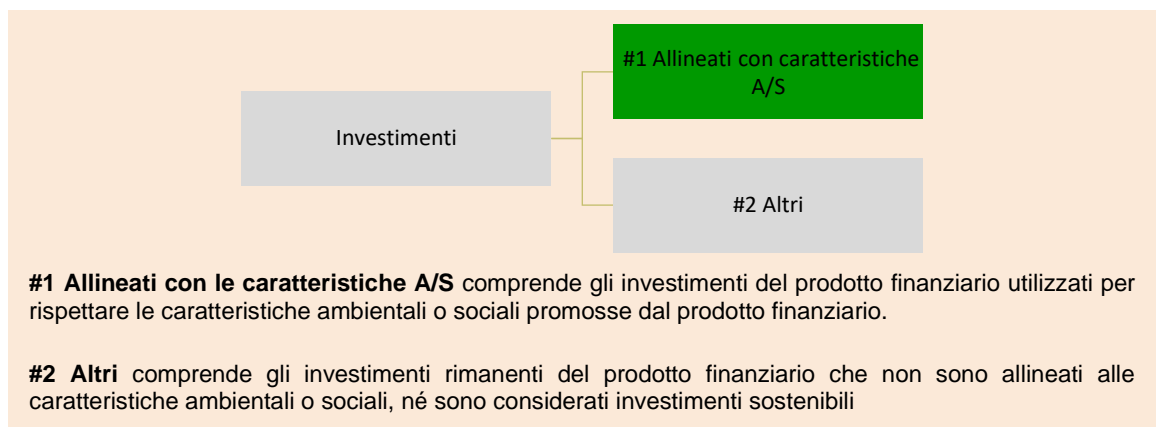 #1 Allineati con caratteristiche
A/S
Investimenti
#2 Altri
#1 Allineati con le caratteristiche A/S comprende gli investimenti del prodotto finanziario utilizzati per
rispettare le caratteristiche ambientali o sociali promosse dal prodotto finanziario.
#2 Altri comprende gli investimenti rimanenti del prodotto finanziario che non sono allineati alle
caratteristiche ambientali o sociali, né sono considerati investimenti sostenibili